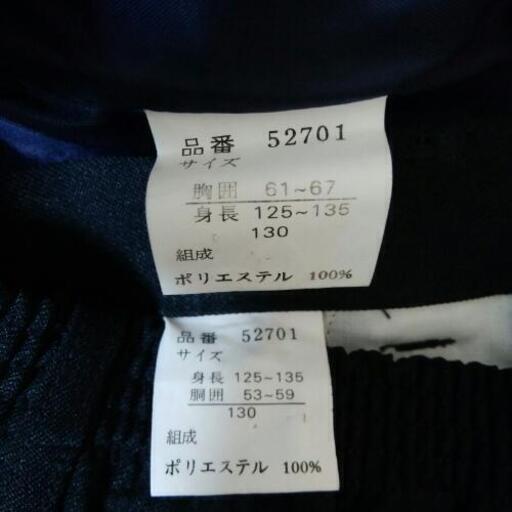 品番 52701
サイズ
胸囲 61~67
身長 125~135
130
組成
ポリエステル 100%
品番 52701
サイズ
身長 125~135
胸囲 53~59
130
組成
ポリエステル 100%